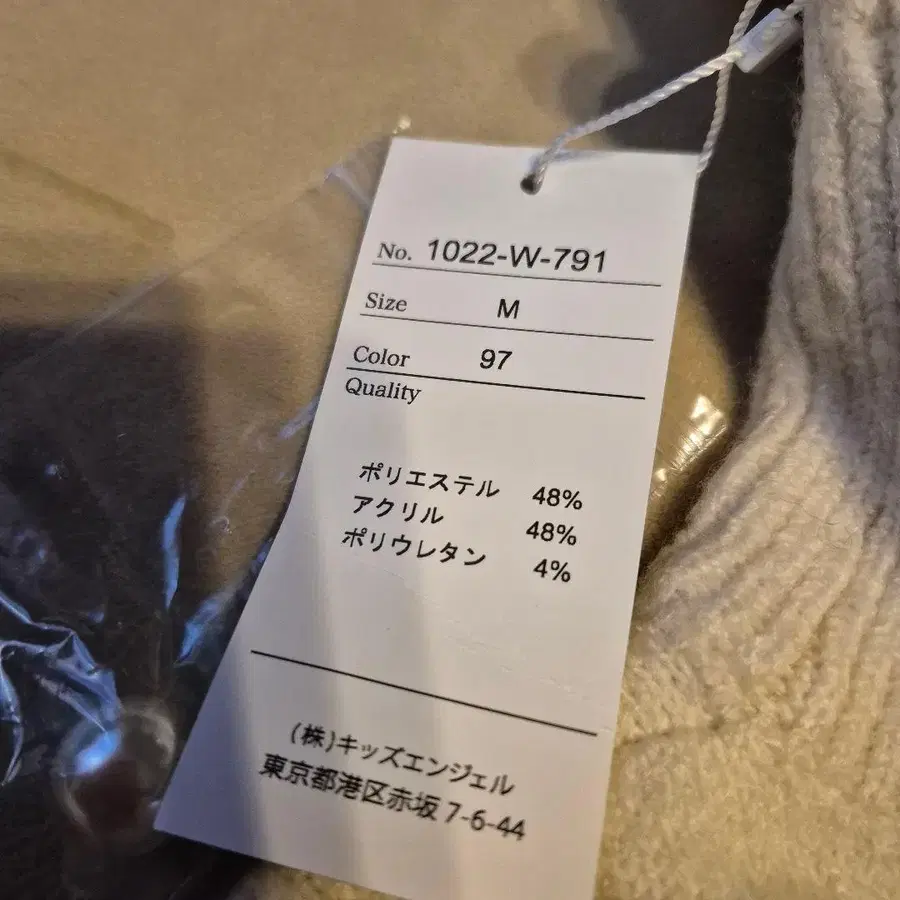 No. 1022-W-791
Size M
Color 97
Quality
ポリエステル 48%
アクリル 48%
ポリウレタン 4%
(株)キッズエンジェル
東京都港区赤坂 7-6-44